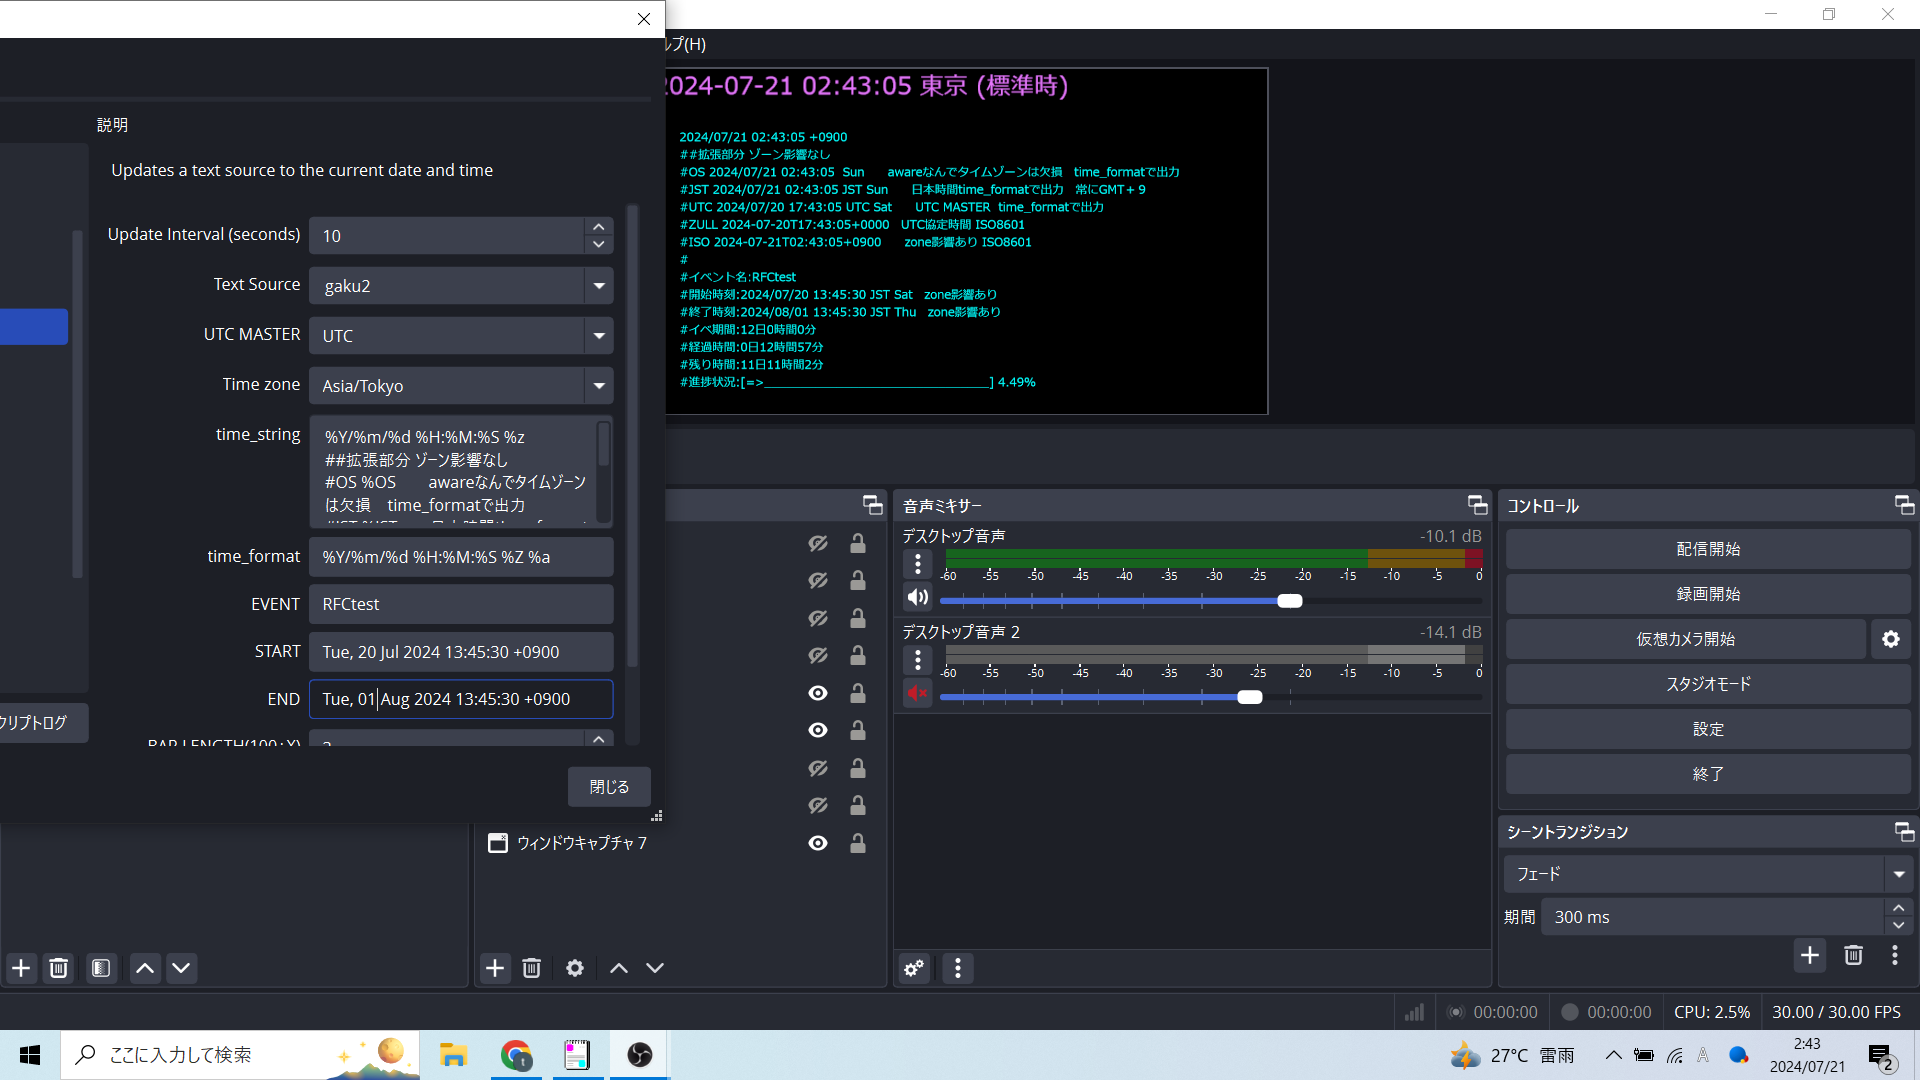 ルプ(H)
2024-07-21 02:43:05 東京 (標準時)
2024/07/21 02:43:05 +0900
##拡張部分 ゾーン影響なし
#OS 2024/07/21 02:43:05  Sun　　awareなんでタイムゾーンは欠損　time_formatで出力
#JST 2024/07/21 02:43:05 JST Sun　　日本時間time_formatで出力　常にGMT＋９
#UTC 2024/07/20 17:43:05 UTC Sat　　UTC MASTER  time_formatで出力
#ZULL 2024-07-20T17:43:05+0000　UTC協定時間 ISO8601
#ISO 2024-07-21T02:43:05+0900　　zone影響あり ISO8601
#
#イベント名:RFCtest
#開始時刻:2024/07/20 13:45:30 JST Sat　zone影響あり
#終了時刻:2024/08/01 13:45:30 JST Thu　zone影響あり
#イベ期間:12日0時間0分
#経過時間:0日12時間57分
#残り時間:11日11時間2分
#進捗状況:[=>______________________________] 4.49%
説明
Updates a text source to the current date and time
Update Interval (seconds) 10
Text Source gaku2
UTC MASTER UTC
Time zone Asia/Tokyo
time_string %Y/%m/%d %H:%M:%S %z
##拡張部分 ゾーン影響なし
#OS %OS　　awareなんでタイムゾーン
は欠損　time_formatで出力
time_format %Y/%m/%d %H:%M:%S %Z %a
EVENT RFCtest
START Tue, 20 Jul 2024 13:45:30 +0900
END Tue, 01 Aug 2024 13:45:30 +0900
クリプトログ
閉じる
ウィンドウキャプチャ 7
音声ミキサー
デスクトップ音声 -10.1 dB
-60 -55 -50 -45 -40 -35 -30 -25 -20 -15 -10 -5 0
デスクトップ音声 2 -14.1 dB
-60 -55 -50 -45 -40 -35 -30 -25 -20 -15 -10 -5 0
コントロール
配信開始
録画開始
仮想カメラ開始
スタジオモード
設定
終了
シーントランジション
フェード
期間 300 ms
00:00:00 00:00:00 CPU: 2.5% 30.00 / 30.00 FPS
ここに入力して検索
27°C 雷雨
A
2:43
2024/07/21
2